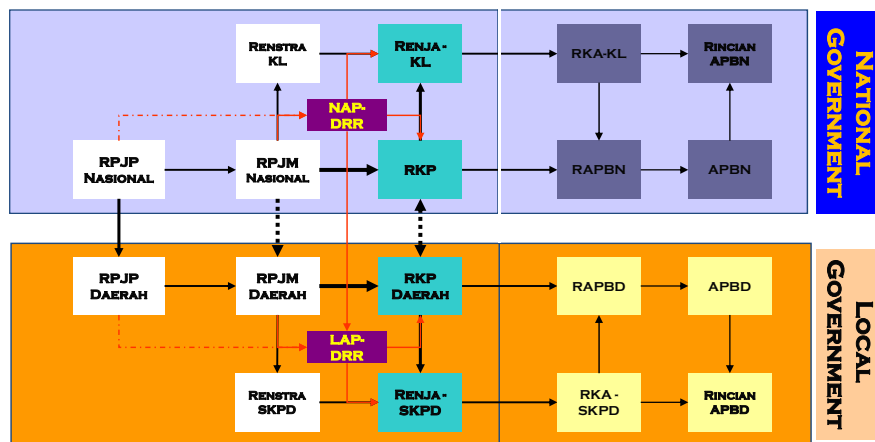 RENSTRA
KL
RENJA -
KL
RKA-KL
RINCIAN
APBN
NAP-
DRR
RPJP
NASIONAL
RPJM
NASIONAL
RKP
RAPBN
APBN
NATIONAL
GOVERNMENT
RPJP
DAERAH
RPJM
DAERAH
RKP
DAERAH
RAPBD
APBD
LAP-
DRR
RENSTRA
SKPD
RENJA -
SKPD
RKA -
SKPD
RINCIAN
APBD
LOCAL
GOVERNMENT